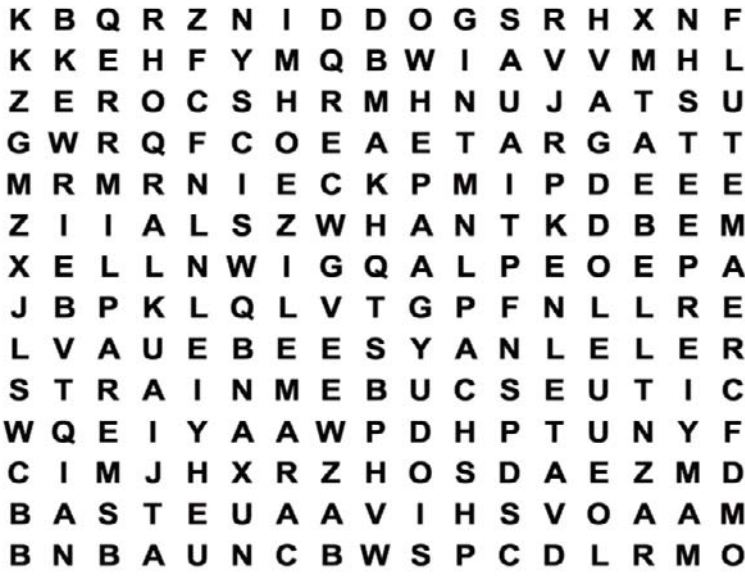 K B Q R Z N I D D O G S R H X N F
K K E H F Y M Q B W I A V V M H L
Z E R O C S H R M H N U J A T S U
G W R Q F C O E A E T A R G A T T
M R M R N I E C K P M I P D E E E
Z I I A L S Z W H A N T K D B E M
X E L L N W I G Q A L P E O E P A
J B P K L Q L V T G P F N L L R E
L V A U E B E E S Y A N L E L E R
S T R A I N M E B U C S E U T I C
W Q E I Y A A W P D H P T U N Y F
C I M J H X R Z H O S D A E Z M D
B A S T E U A A V I H S V O A A M
B N B A U N C B W S P C D L R M O